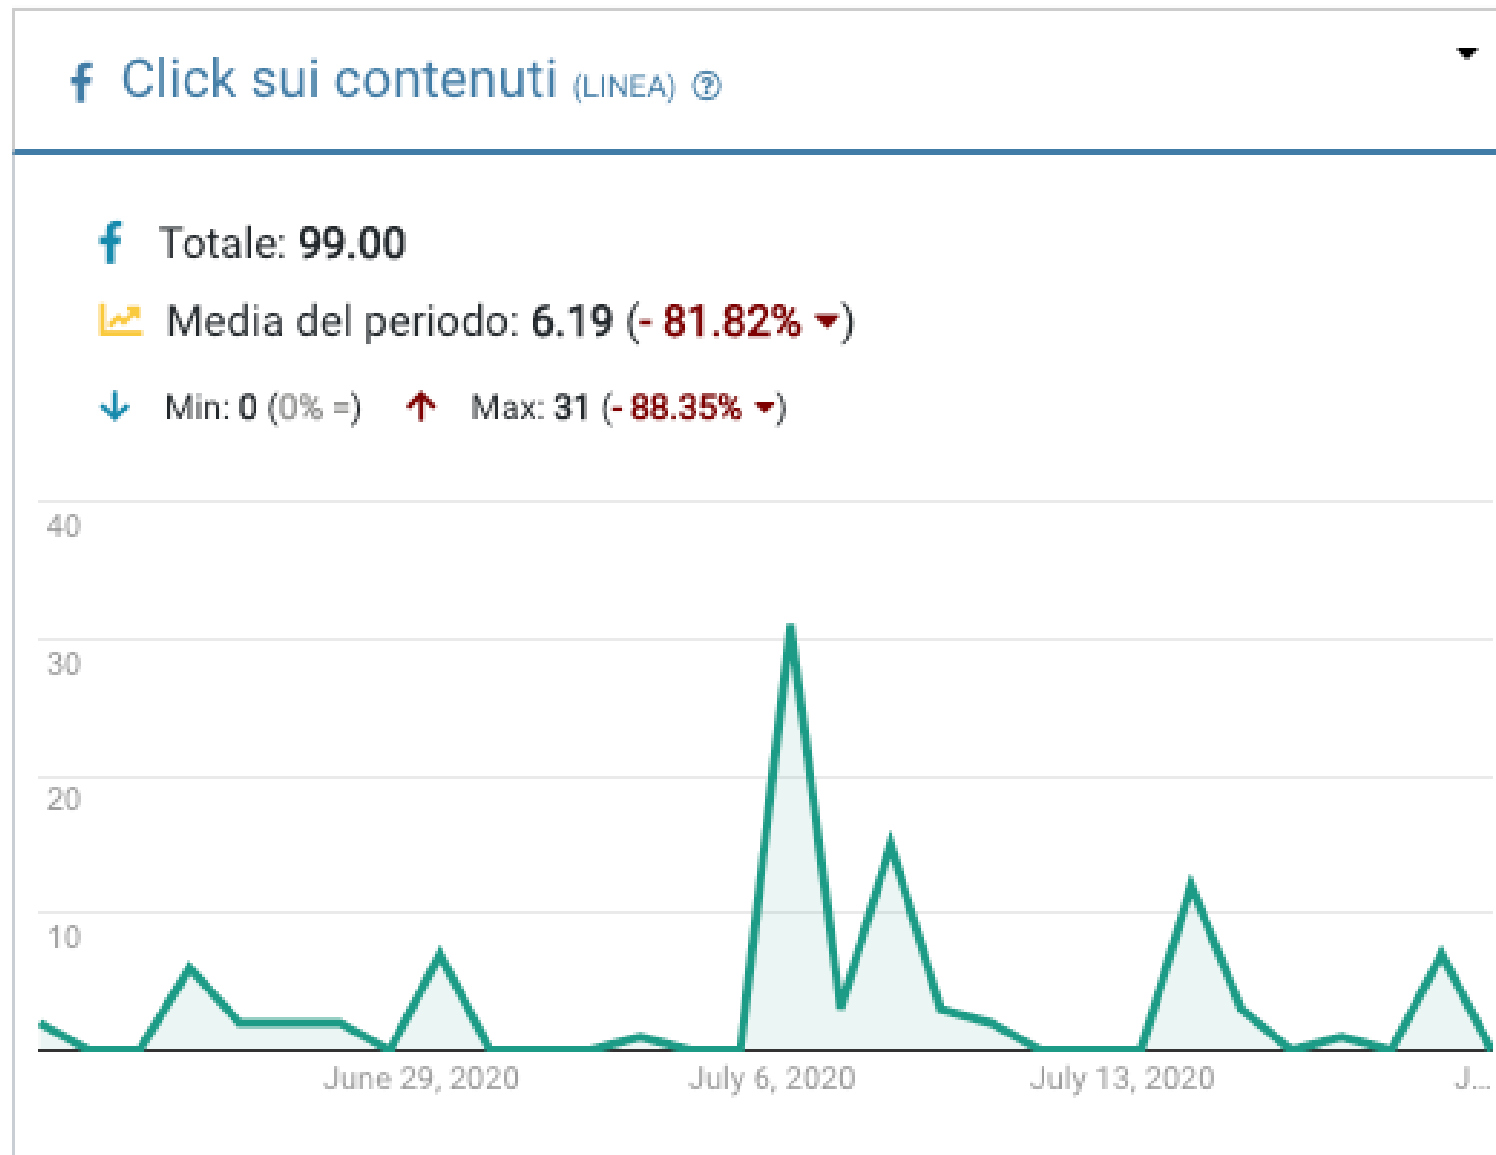 Click sui contenuti (LINEA) ?
Totale: 99.00
Media del periodo: 6.19 (- 81.82% ▼)
Min: 0 (0% =) Max: 31 (- 88.35% ▼)
40
30
20
10
June 29, 2020 July 6, 2020 July 13, 2020 J...